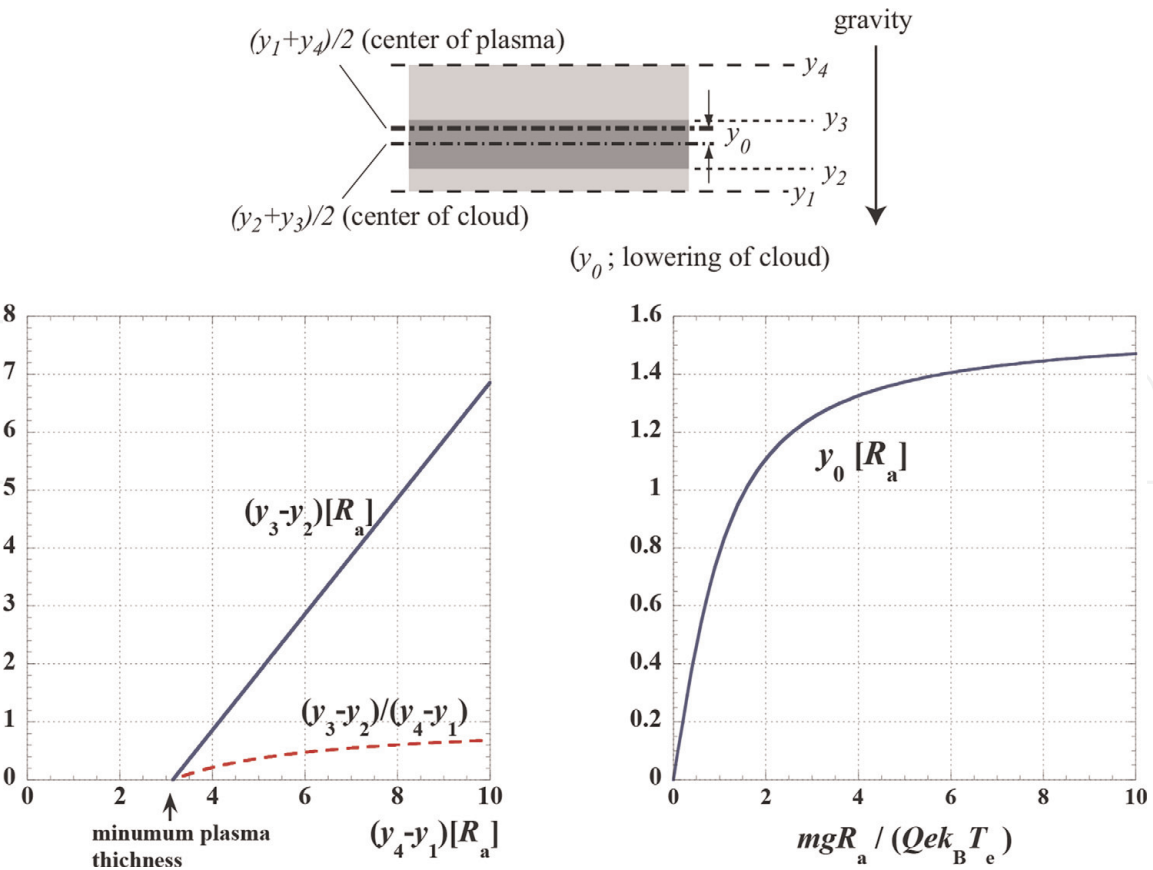 gravity
(y1+y4)/2 (center of plasma)
y4
y3
y0
y2
y1
(y2+y3)/2 (center of cloud)
(y0 ; lowering of cloud)
8
7
6
5
4
3
2
1
0
(y3-y2)[Ra]
(y3-y2)/(y4-y1)
0 2 4 6 8 10
minumum plasma
thichness
(y4-y1)[Ra]
1.6
1.4
1.2
1
0.8
0.6
0.4
0.2
0
y0 [Ra]
0 2 4 6 8 10
mgRa / (QekBTe)